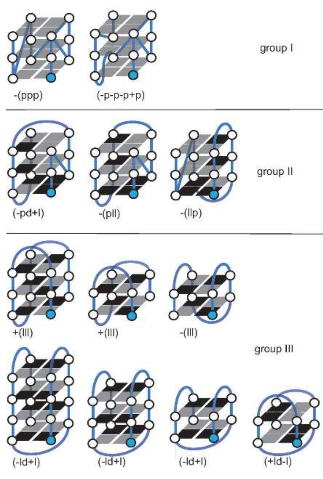 group I
-(ppp) (-p-p-p+p)
group II
(-pd+l) -(pll) -(llp)
+(lll) +(lll) -(lll)
group III
(-ld+l) (-ld+l) (-ld+l) (+ld-l)